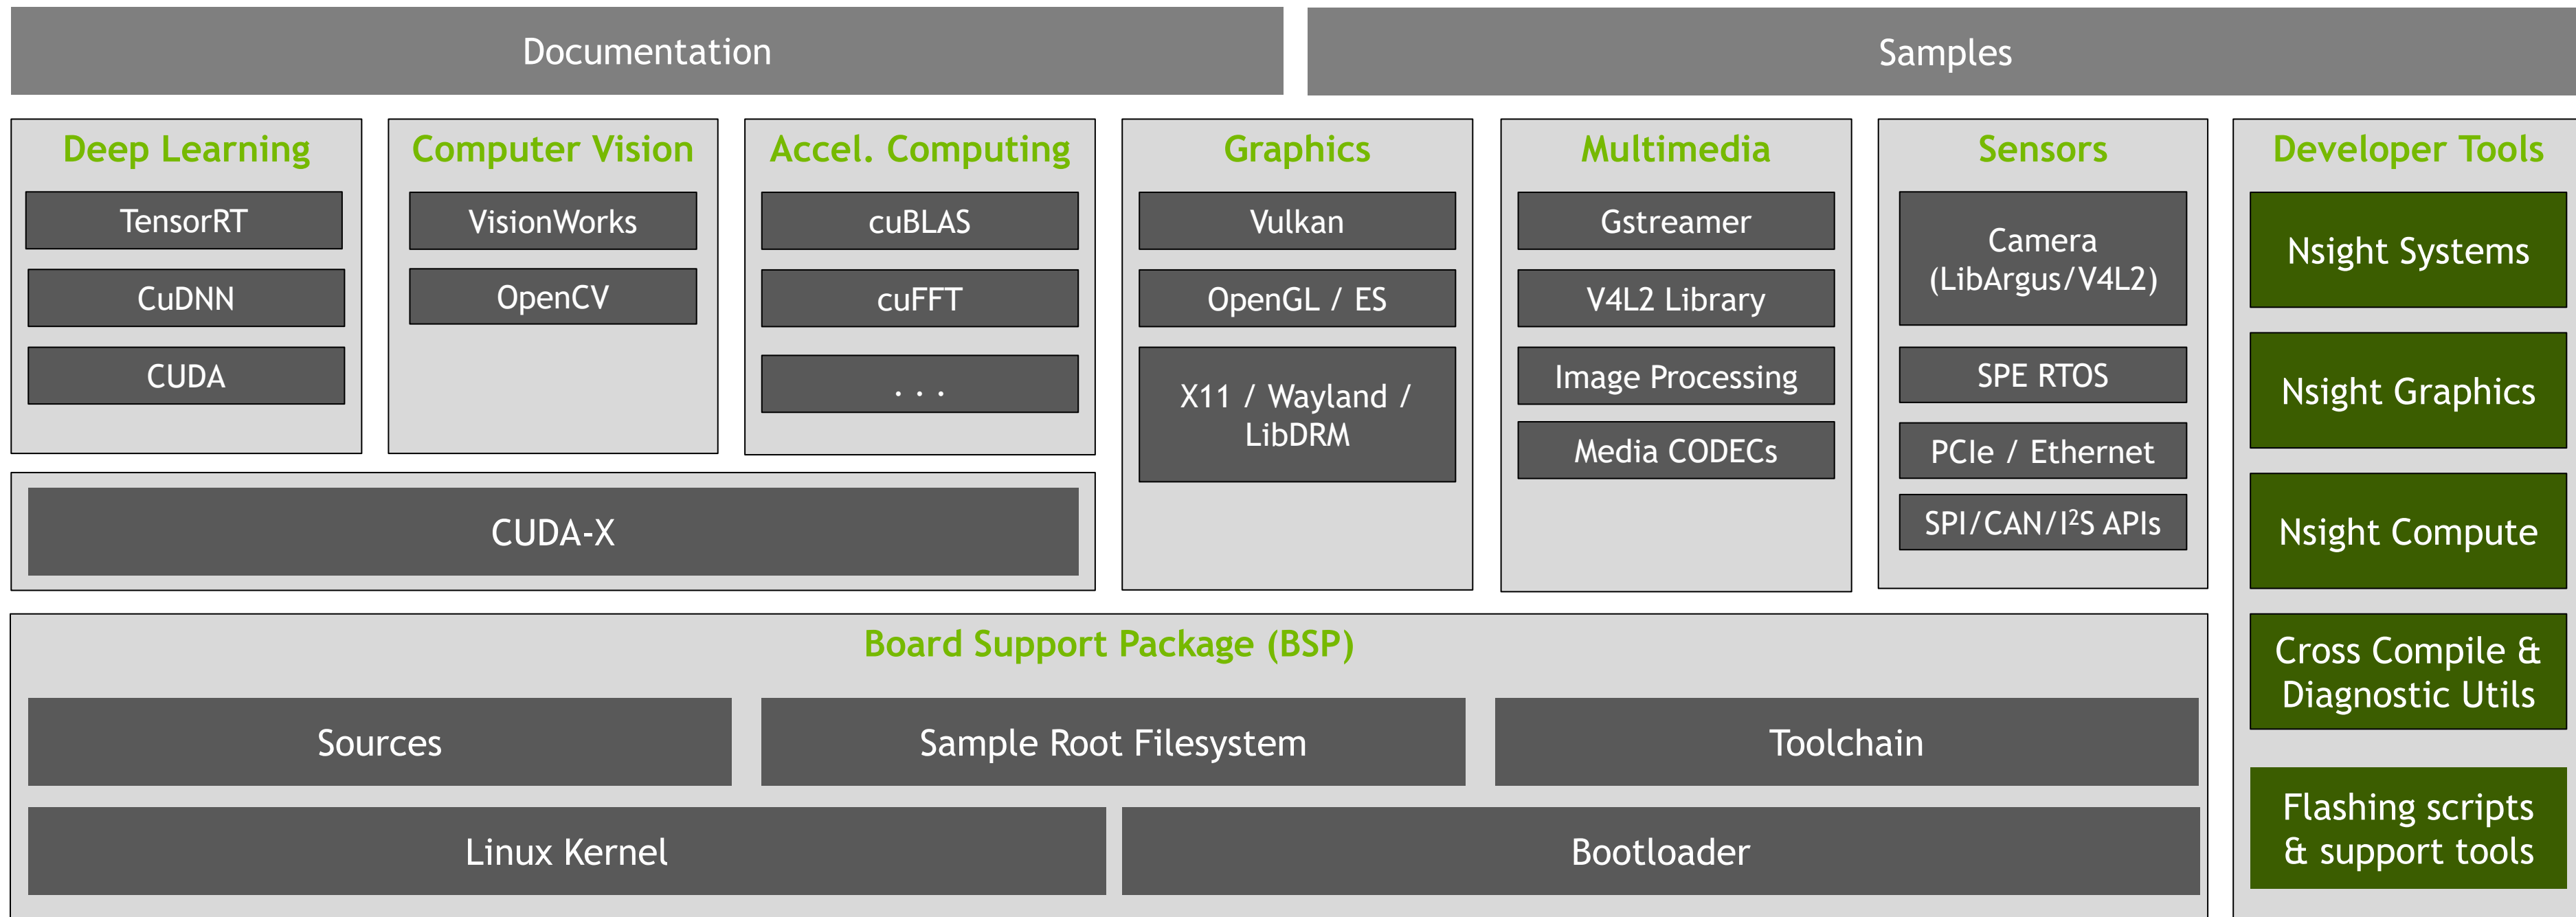 Documentation
Samples
Deep Learning
TensorRT
CuDNN
CUDA
Computer Vision
VisionWorks
OpenCV
Accel. Computing
cuBLAS
cuFFT
. . .
CUDA-X
Graphics
Vulkan
OpenGL / ES
X11 / Wayland /
LibDRM
Multimedia
Gstreamer
V4L2 Library
Image Processing
Media CODECs
Sensors
Camera
(LibArgus/V4L2)
SPE RTOS
PCIe / Ethernet
SPI/CAN/I²S APIs
Developer Tools
Nsight Systems
Nsight Graphics
Nsight Compute
Cross Compile &
Diagnostic Utils
Flashing scripts
& support tools
Board Support Package (BSP)
Sources
Sample Root Filesystem
Toolchain
Linux Kernel
Bootloader